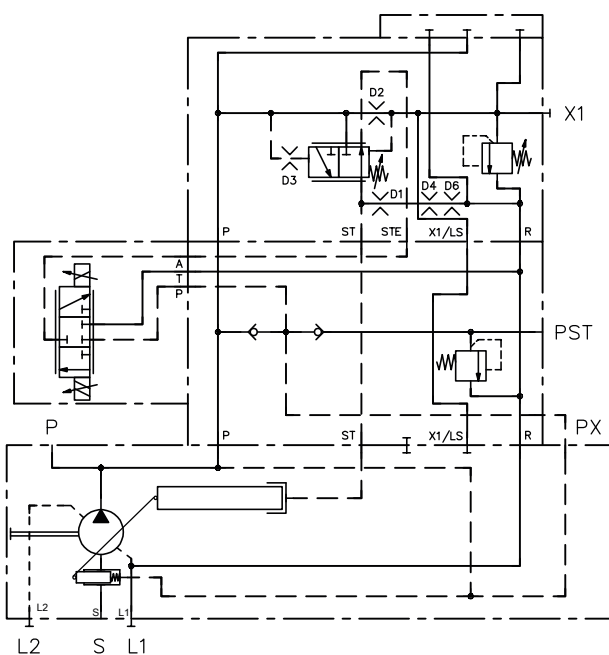 D2
X1
D3
D1
D4 D6
P ST STE X1/LS R
A
T
P
PST
P
PX
P ST X1/LS R
L2 S L1
L2 S L1